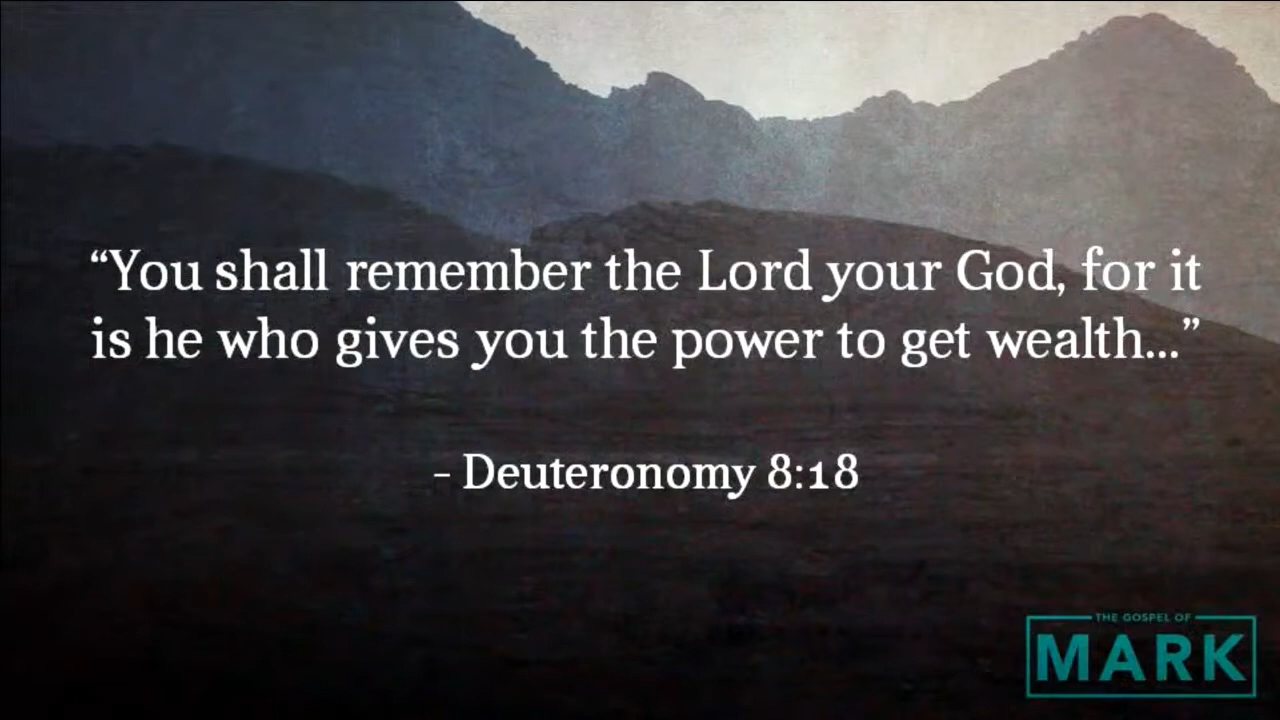 “You shall remember the Lord your God, for it
is he who gives you the power to get wealth...”
- Deuteronomy 8:18
THE GOSPEL OF
MARK